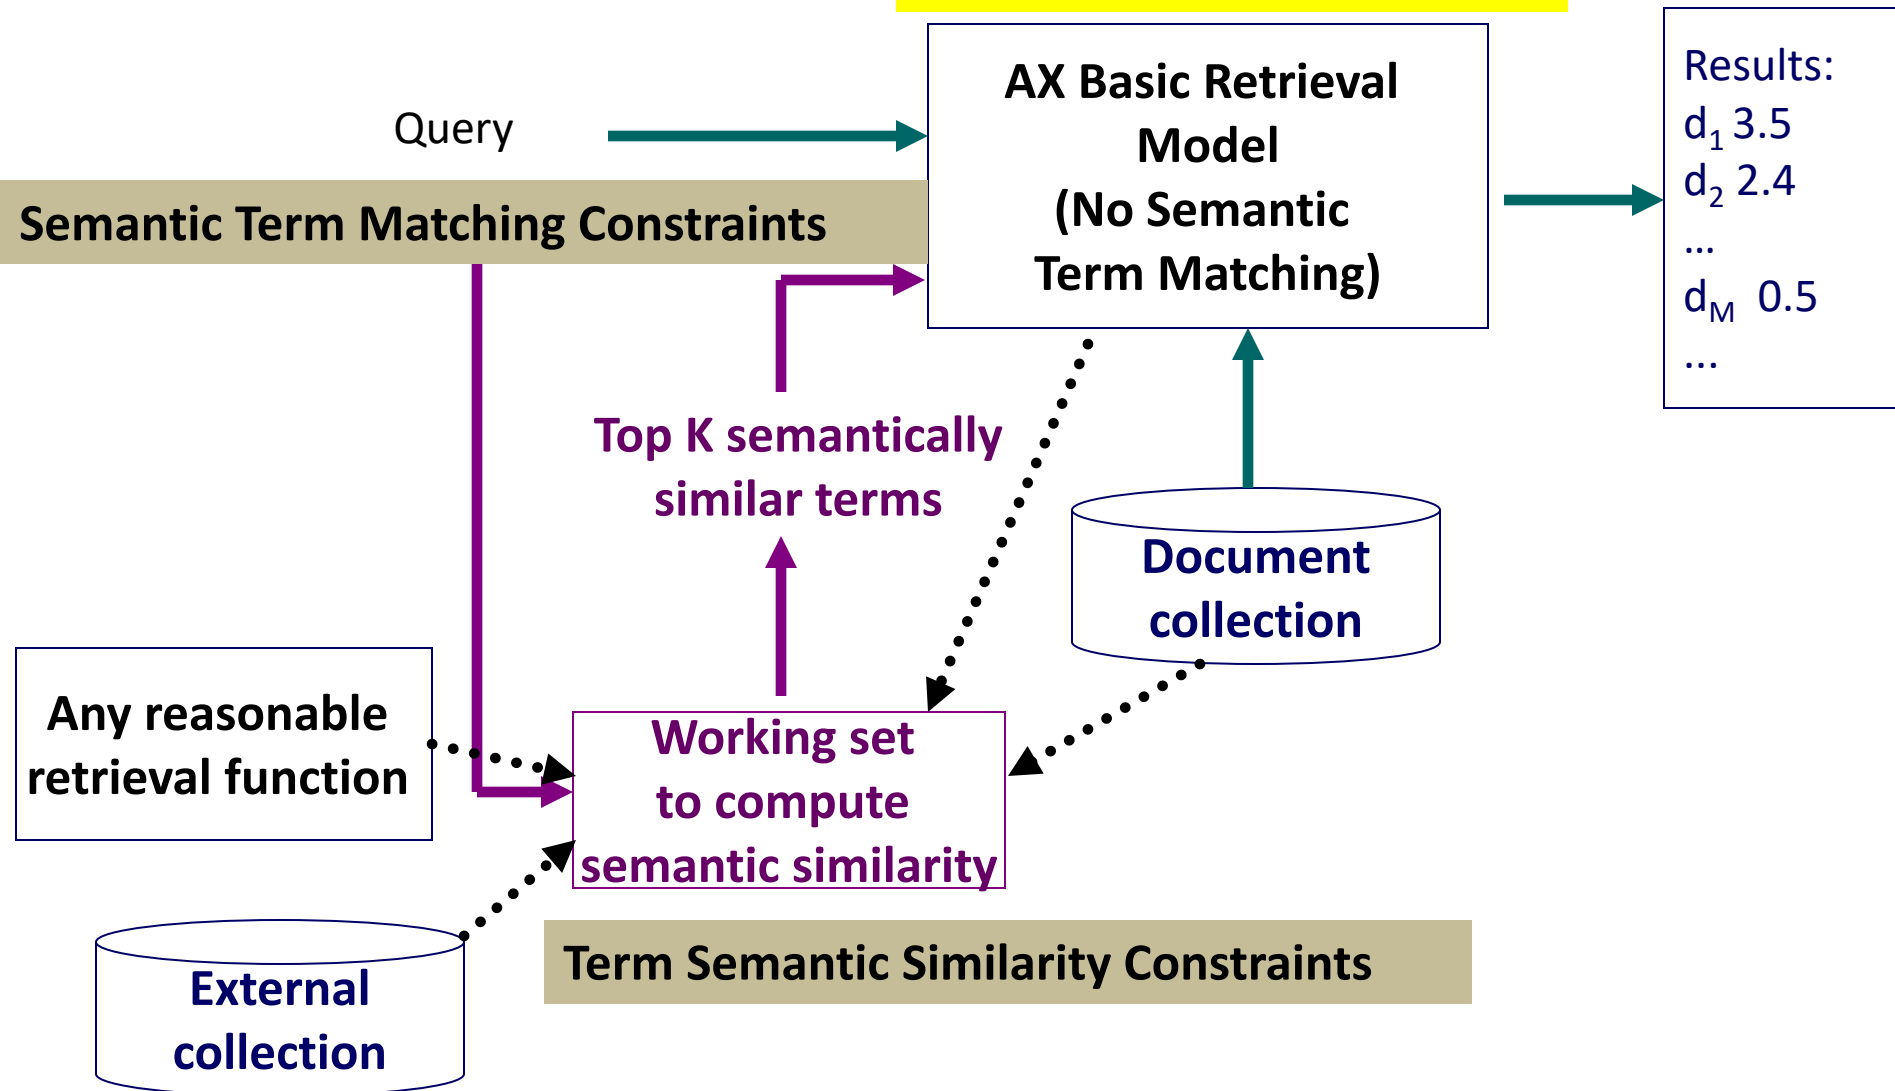 Query
Semantic Term Matching Constraints
AX Basic Retrieval
Model
(No Semantic
Term Matching)
Results:
d1 3.5
d2 2.4
...
dM 0.5
...
Top K semantically
similar terms
Document
collection
Any reasonable
retrieval function
Working set
to compute
semantic similarity
Term Semantic Similarity Constraints
External
collection